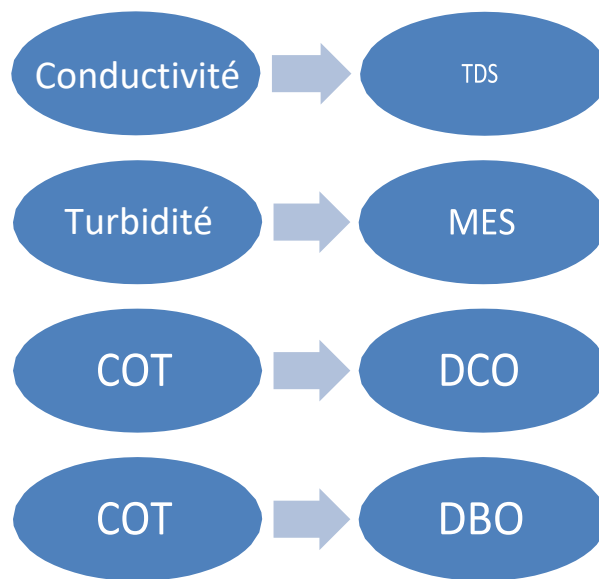 Conductivité
TDS
Turbidité
MES
COT
DCO
COT
DBO